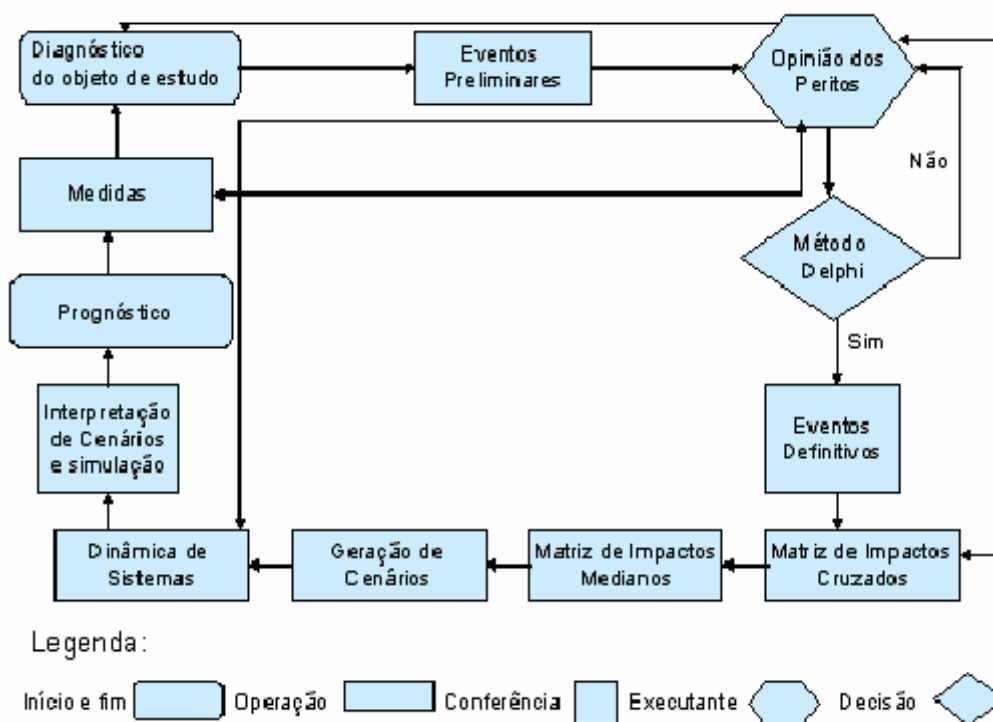 Diagnóstico
do objeto de estudo
Eventos
Preliminares
Opinião dos
Peritos
Não
Medidas
Método
Delphi
Prognóstico
Sim
Interpretação
de Cenários
e simulação
Eventos
Definitivos
Dinâmica de
Sistemas
Geração de
Cenários
Matriz de Impactos
Medianos
Matriz de Impactos
Cruzados
Legenda:
Início e fim Operação Conferência Executante Decisão